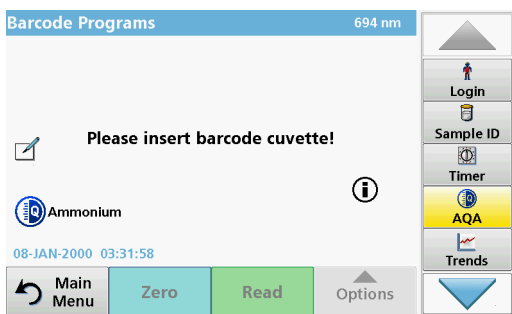 Barcode Programs 694 nm
Login
Sample ID
Please insert barcode cuvette!
Timer
Ammonium
AQA
08-JAN-2000 03:31:58
Trends
Main Menu
Zero
Read
Options